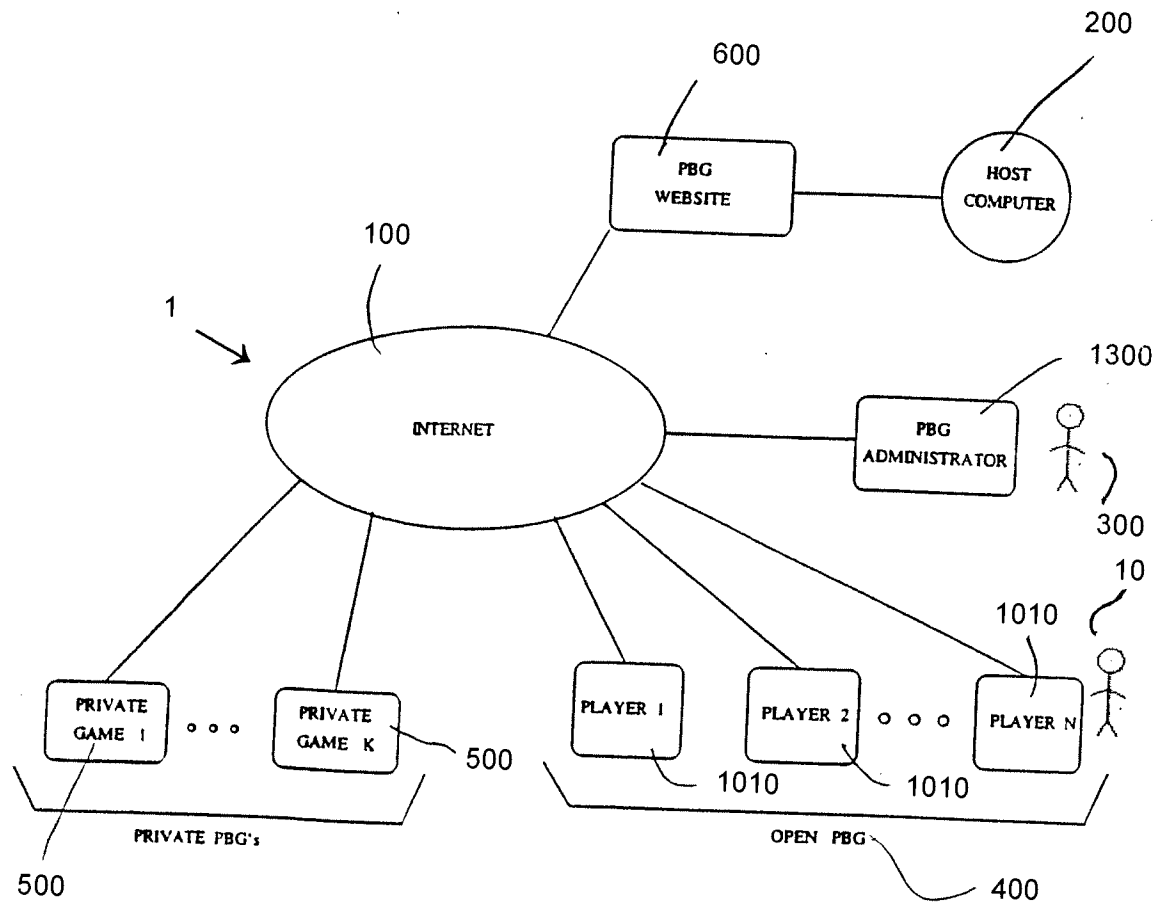 200
600
PBG
WEBSITE
HOST
COMPUTER
100
1
1300
INTERNET
PBG
ADMINISTRATOR
300
10
1010
PRIVATE
GAME 1
PRIVATE
GAME K
500
PLAYER 1
PLAYER 2
PLAYER N
1010
1010
PRIVATE PBG's
OPEN PBG
500
400